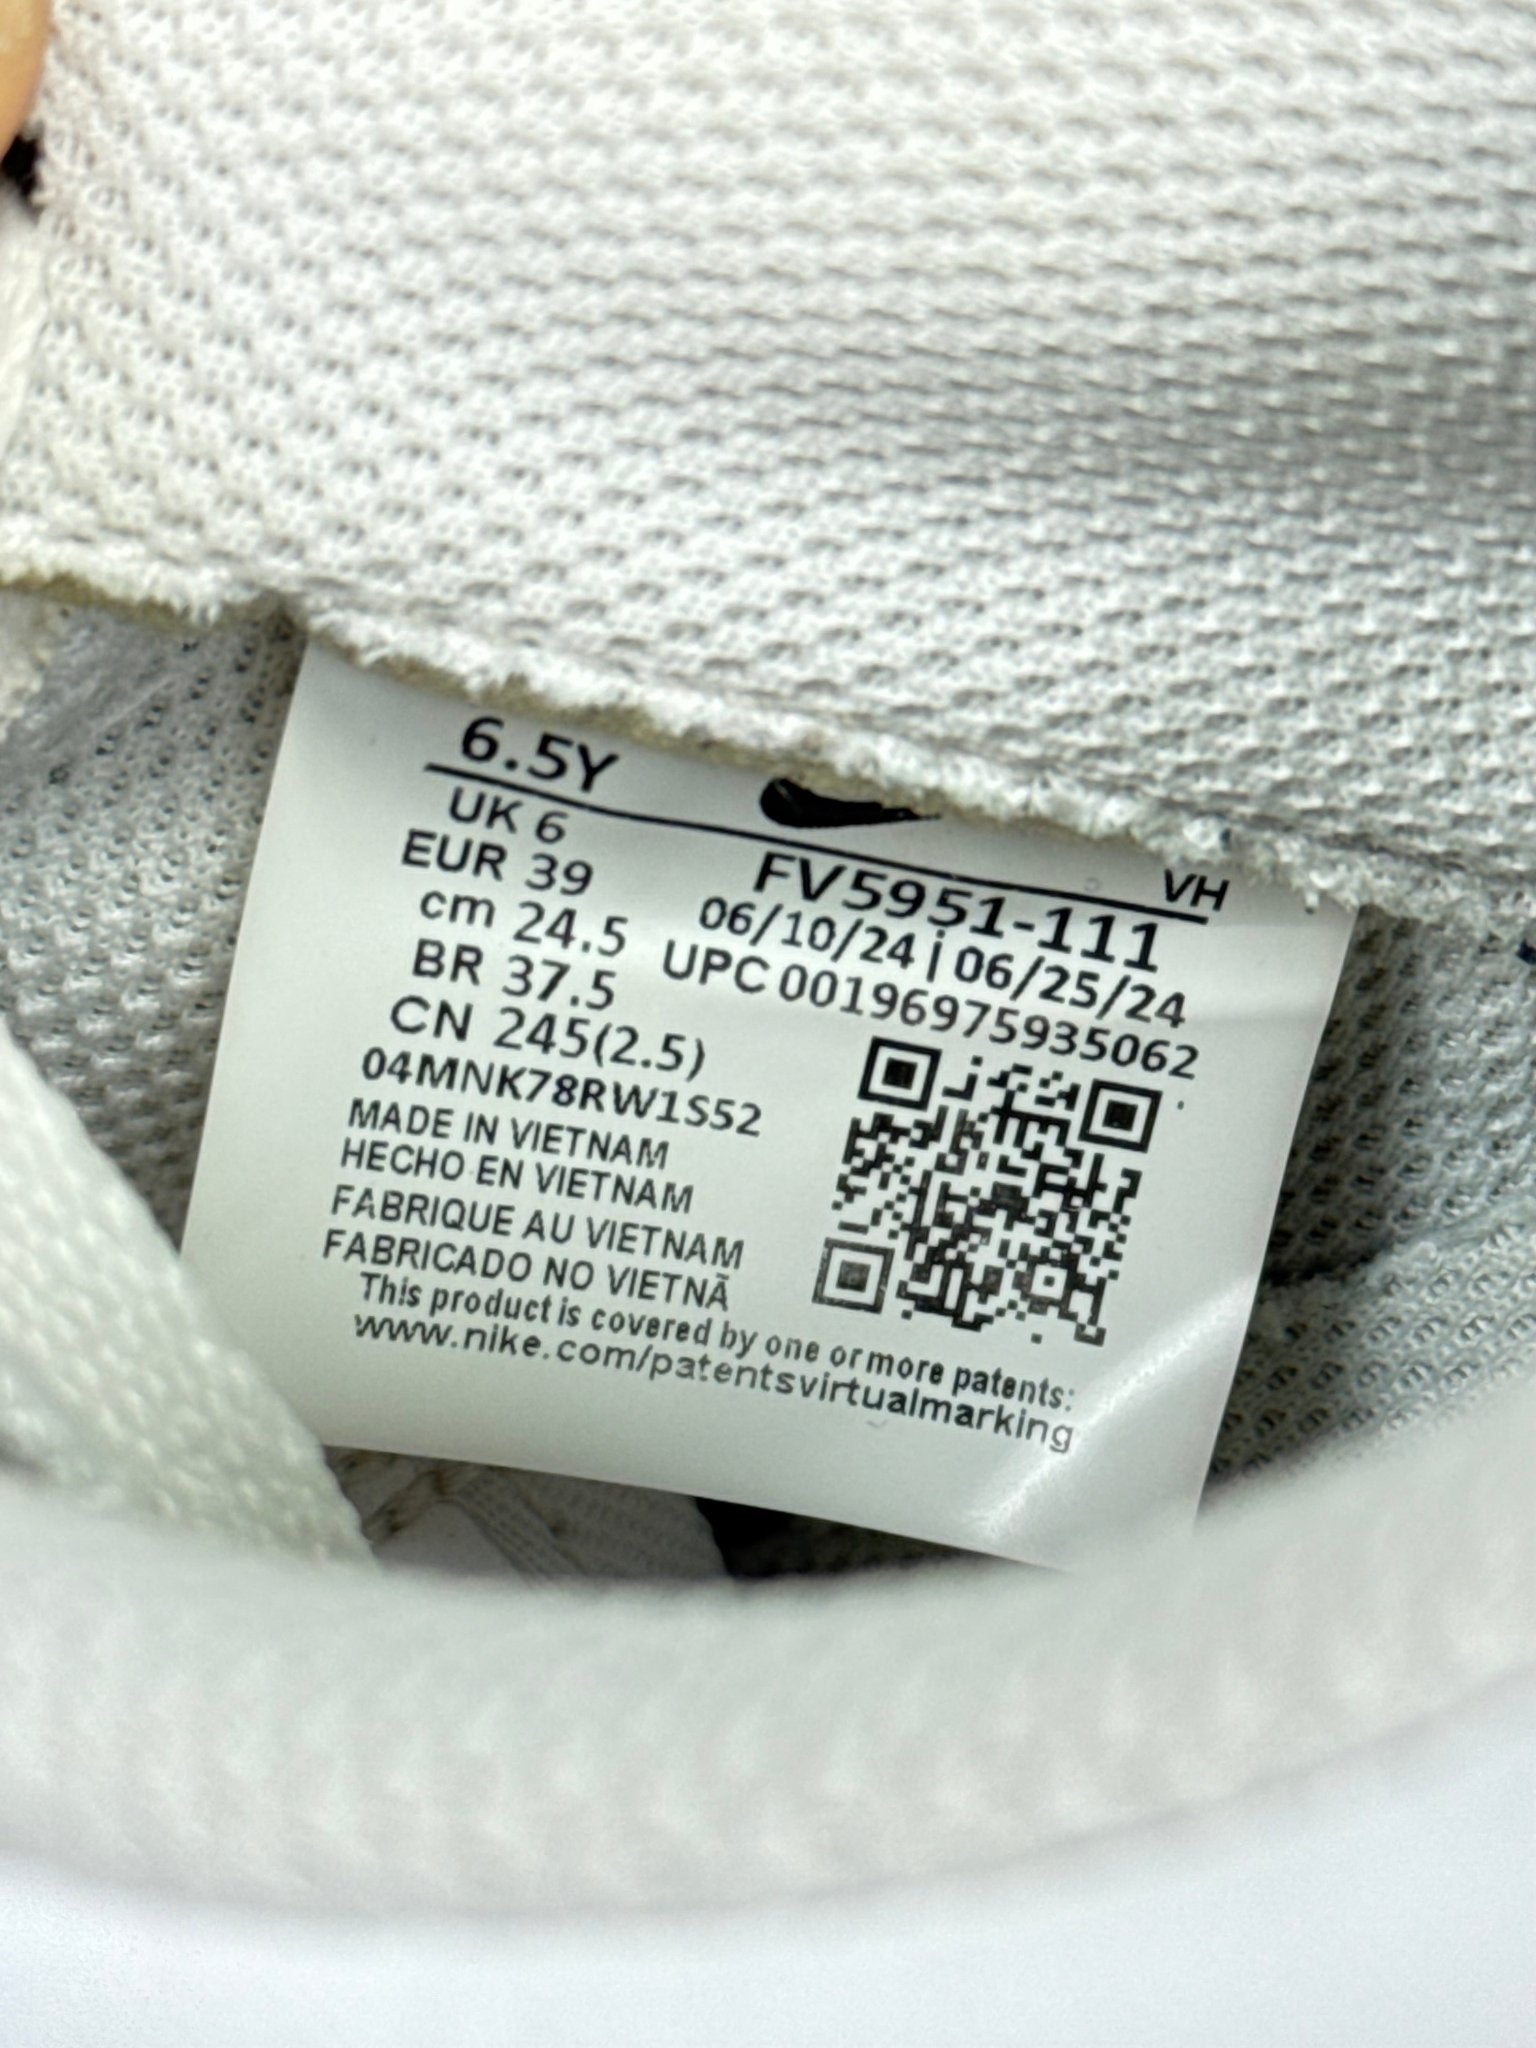 6.5Y
VH
UK 6
EUR 39
cm 24.5
BR 37.5
CN 245(2.5)
FV5951-111
06/10/24 | 06/25/24
UPC 00196975935062
04MNK78RW1S52
MADE IN VIETNAM
HECHO EN VIETNAM
FABRIQUE AU VIETNAM
FABRICADO NO VIETNÃ
This product is covered by one or more patents:
www.nike.com/patentsvirtualmarking